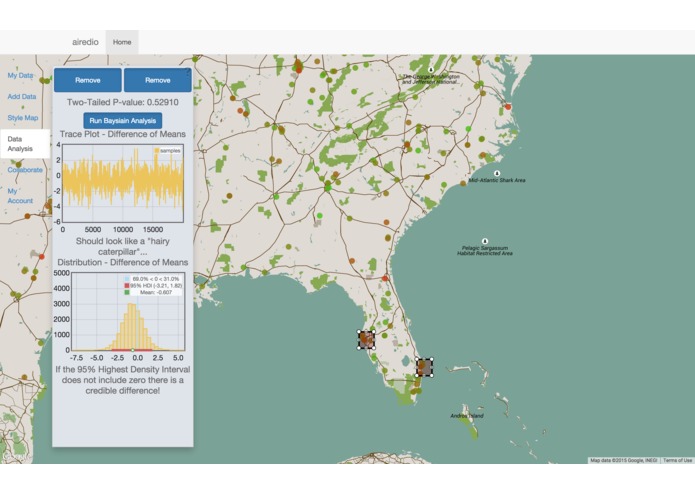 airedio Home
My Data
Add Data
Style Map
Data
Analysis
Collaborate
My
Account
Remove Remove
Two-Tailed P-value: 0.52910
Run Baysiain Analysis
Trace Plot - Difference of Means
samples
4
2
0
-2
-4
-6
0 5000 10000 15000
Should look like a "hairy
caterpillar"...
Distribution - Difference of Means
69.0% < 0 < 31.0%
95% HDI (-3.21, 1.82)
Mean: -0.607
5000
4000
3000
2000
1000
0
-7.5 -5.0 -2.5 0.0 2.5 5.0
If the 95% Highest Density Interval
does not include zero there is a
credible difference!
The George Washington
and Jefferson National...
Mid-Atlantic Shark Area
Pelagic Sargassum
Habitat Restricted Area
Andros Island
Map data ©2015 Google, INEGI Terms of Use